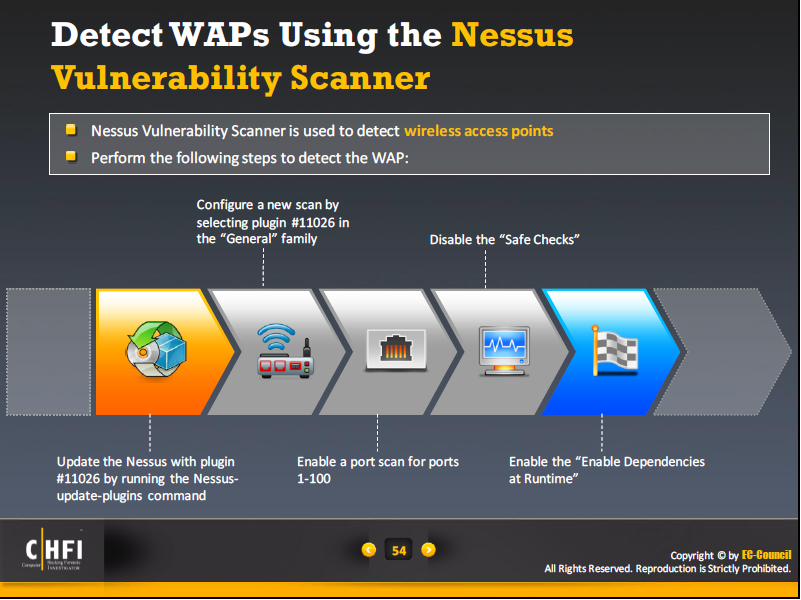 Detect WAPs Using the Nessus
Vulnerability Scanner
Nessus Vulnerability Scanner is used to detect wireless access points
Perform the following steps to detect the WAP:
Configure a new scan by
selecting plugin #11026 in
the “General” family
Disable the “Safe Checks”
Update the Nessus with plugin
#11026 by running the Nessus-
update-plugins command
Enable a port scan for ports
1-100
Enable the “Enable Dependencies
at Runtime”
CHFI
Computer Hacking Forensic
INVESTIGATOR
54
Copyright © by EC-Council
All Rights Reserved. Reproduction is Strictly Prohibited.